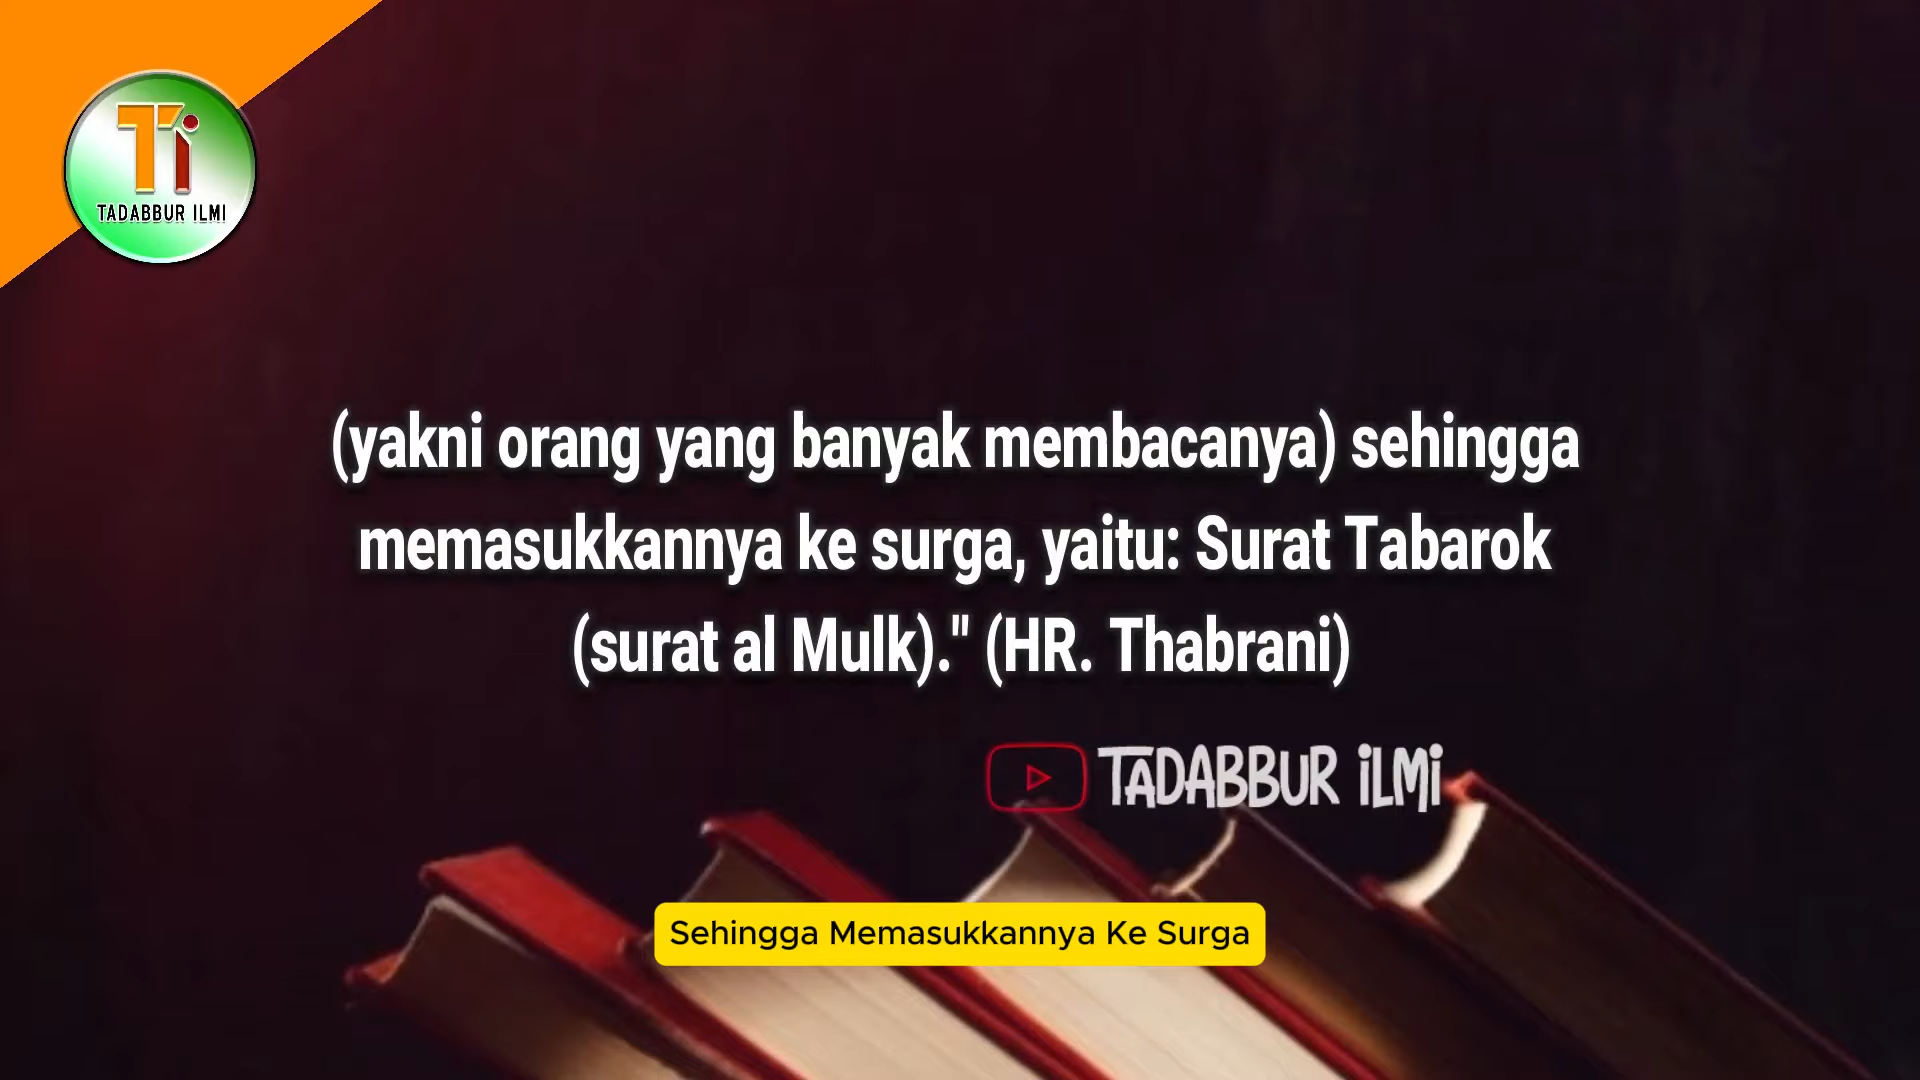 Ti
TADABBUR ILMI
(yakni orang yang banyak membacanya) sehingga
memasukkannya ke surga, yaitu: Surat Tabarok
(surat al Mulk)." (HR. Thabrani)
TADABBUR iLMi
Sehingga Memasukkannya Ke Surga